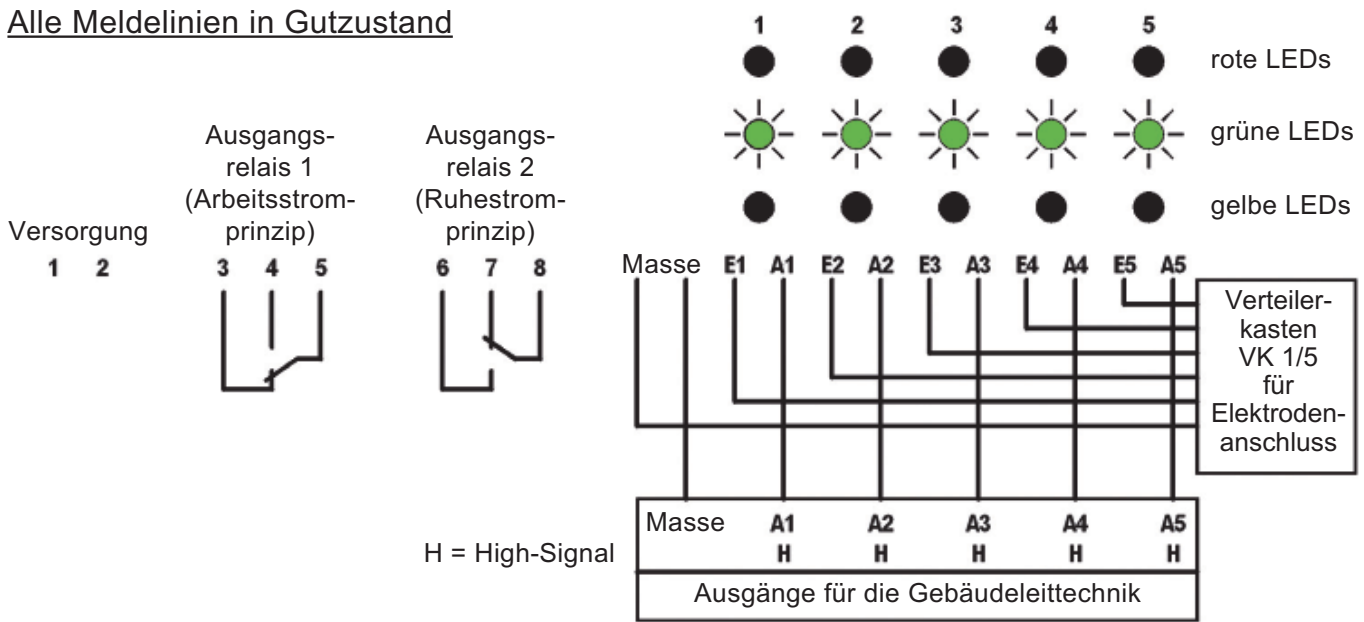 Alle Meldelinien in Gutzustand
1 2 3 4 5
rote LEDs
grüne LEDs
gelbe LEDs
Versorgung
1 2
Ausgangs-
relais 1
(Arbeitsstrom-
prinzip)
3 4 5
Ausgangs-
relais 2
(Ruhestrom-
prinzip)
6 7 8
Masse E1 A1 E2 A2 E3 A3 E4 A4 E5 A5
Verteiler-
kasten
VK 1/5
für
Elektroden-
anschluss
Masse A1 A2 A3 A4 A5
H = High-Signal H H H H H
Ausgänge für die Gebäudeleittechnik